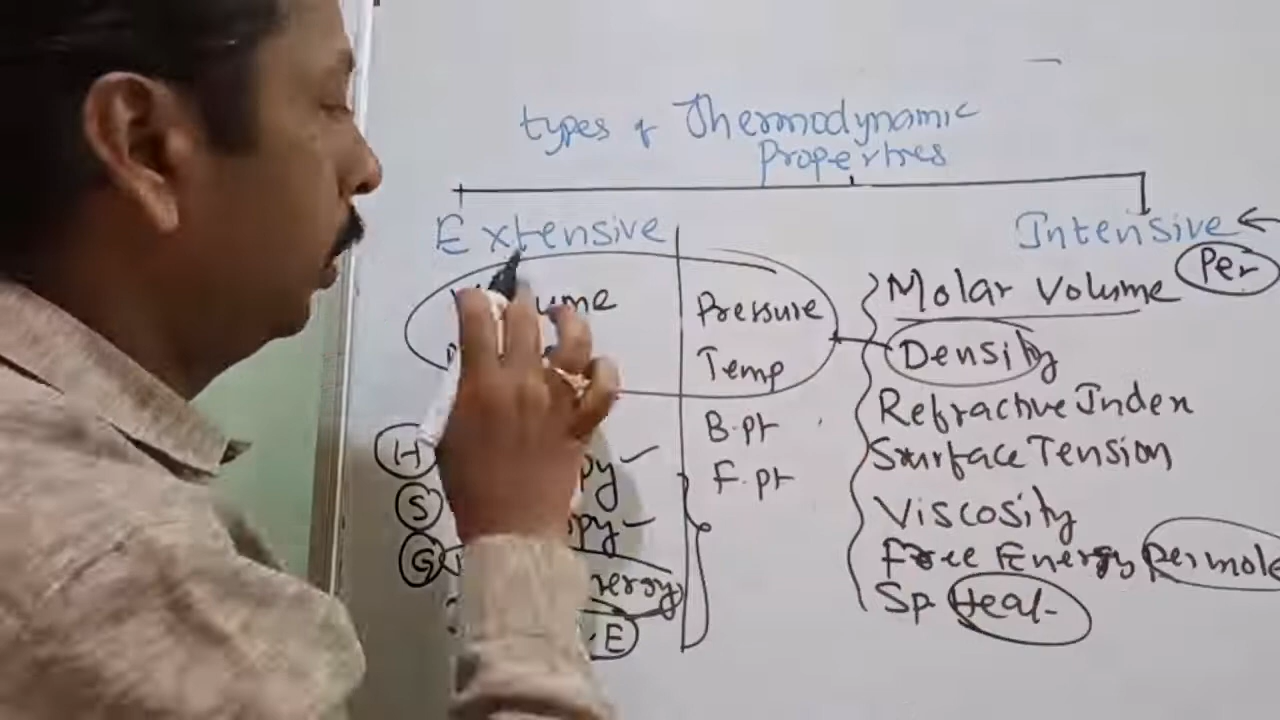 types of Thermodynamic
Properties
Extensive
Intensive
Per
Pressure
Temp
B.pt
F.pt
Molar Volume
Density
Refractive Index
Surface Tension
Viscosity
Free Energy per mole
Sp. Heat
H
S
G
E